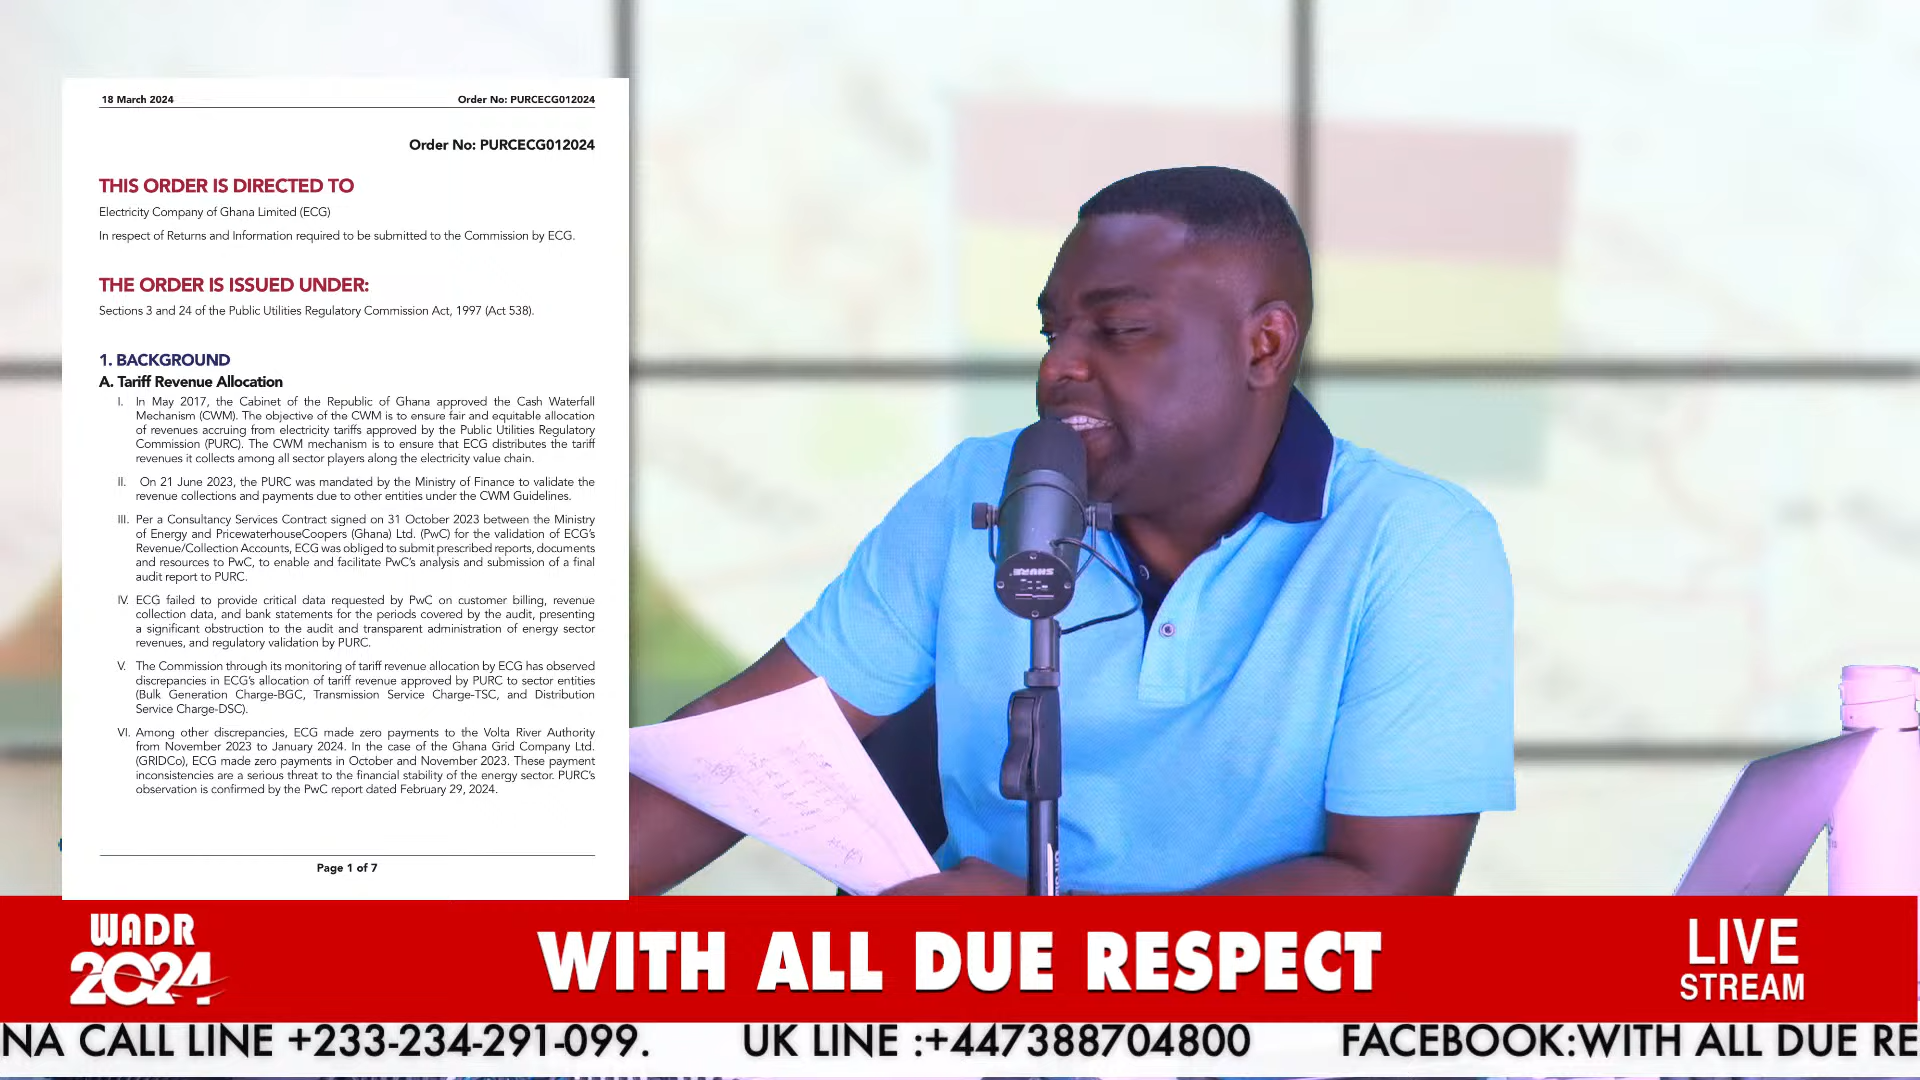 18 March 2024 Order No: PURCECG012024
Order No: PURCECG012024
THIS ORDER IS DIRECTED TO
Electricity Company of Ghana Limited (ECG)
In respect of Returns and Information required to be submitted to the Commission by ECG.
THE ORDER IS ISSUED UNDER:
Sections 3 and 24 of the Public Utilities Regulatory Commission Act, 1997 (Act 538).
1. BACKGROUND
A. Tariff Revenue Allocation
I. In May 2017, the Cabinet of the Republic of Ghana approved the Cash Waterfall
Mechanism (CWM). The objective of the CWM is to ensure fair and equitable allocation
of revenues accruing from electricity tariffs approved by the Public Utilities Regulatory
Commission (PURC). The CWM mechanism is to ensure that ECG distributes the tariff
revenues it collects among all sector players along the electricity value chain.
II. On 21 June 2023, the PURC was mandated by the Ministry of Finance to validate the
revenue collections and payments due to other entities under the CWM Guidelines.
III. Per a Consultancy Services Contract signed on 31 October 2023 between the Ministry
of Energy and PricewaterhouseCoopers (Ghana) Ltd. (PwC) for the validation of ECG's
Revenue/Collection Accounts, ECG was obliged to submit prescribed reports, documents
and resources to PwC, to enable and facilitate PwC's analysis and submission of a final
audit report to PURC.
IV. ECG failed to provide critical data requested by PwC on customer billing, revenue
collection data, and bank statements for the periods covered by the audit, presenting
a significant obstruction to the audit and transparent administration of energy sector
revenues, and regulatory validation by PURC.
V. The Commission through its monitoring of tariff revenue allocation by ECG has observed
discrepancies in ECG's allocation of tariff revenue approved by PURC to sector entities
(Bulk Generation Charge-BGC, Transmission Service Charge-TSC, and Distribution
Service Charge-DSC).
VI. Among other discrepancies, ECG made zero payments to the Volta River Authority
from November 2023 to January 2024. In the case of the Ghana Grid Company Ltd.
(GRIDCo), ECG made zero payments in October and November 2023. These payment
inconsistencies are a serious threat to the financial stability of the energy sector. PURC's
observation is confirmed by the PwC report dated February 29, 2024.
Page 1 of 7
SHURE
WADR
2024
WITH ALL DUE RESPECT
LIVE
STREAM
NA CALL LINE +233-234-291-099. UK LINE :+447388704800 FACEBOOK:WITH ALL DUE RE